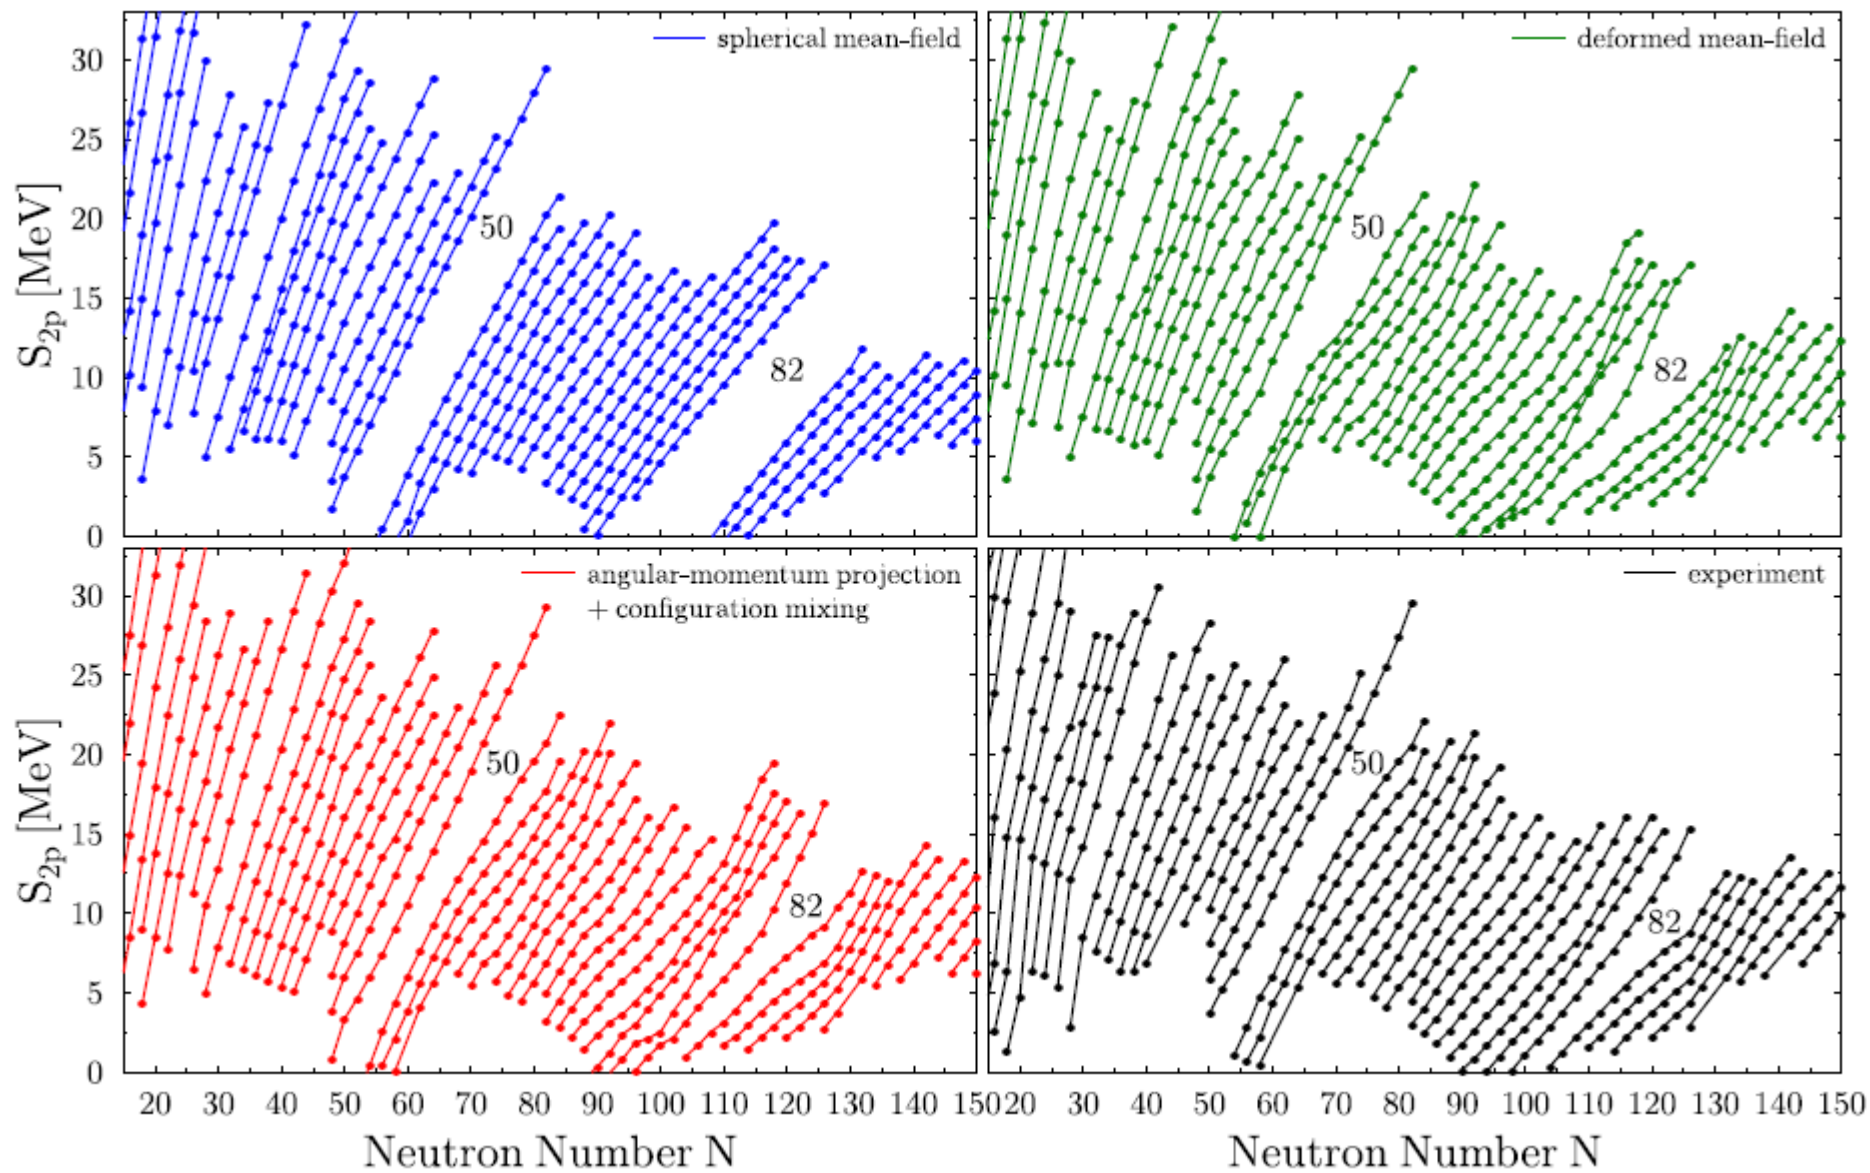 spherical mean-field
deformed mean-field
S2p [MeV]
30
25
20
15
10
5
0
50
82
50
82
angular-momentum projection
+ configuration mixing
experiment
S2p [MeV]
30
25
20
15
10
5
0
50
82
50
82
20 30 40 50 60 70 80 90 100 110 120 130 140 150
20 30 40 50 60 70 80 90 100 110 120 130 140 150
Neutron Number N
Neutron Number N